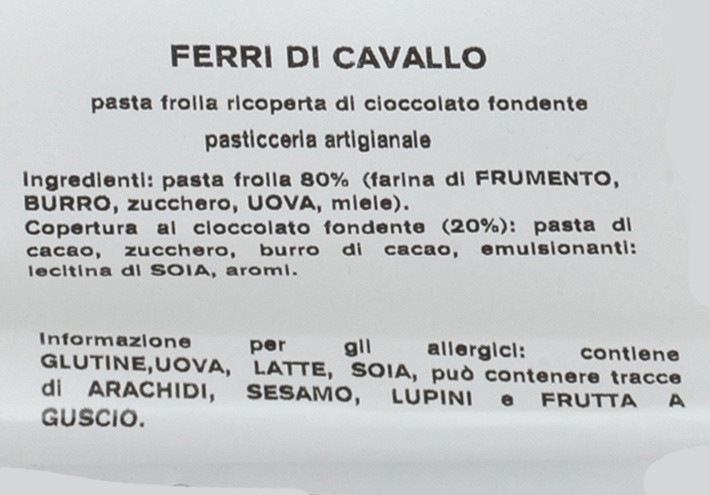 FERRI DI CAVALLO
pasta frolla ricoperta di cioccolato fondente
pasticceria artigianale
Ingredienti: pasta frolla 80% (farina di FRUMENTO,
BURRO, zucchero, UOVA, miele).
Copertura al cioccolato fondente (20%): pasta di
cacao, zucchero, burro di cacao, emulsionanti:
lecitina di SOIA, aromi.
Informazione per gli allergici: contiene
GLUTINE,UOVA, LATTE, SOIA, può contenere tracce
di ARACHIDI, SESAMO, LUPINI e FRUTTA A
GUSCIO.